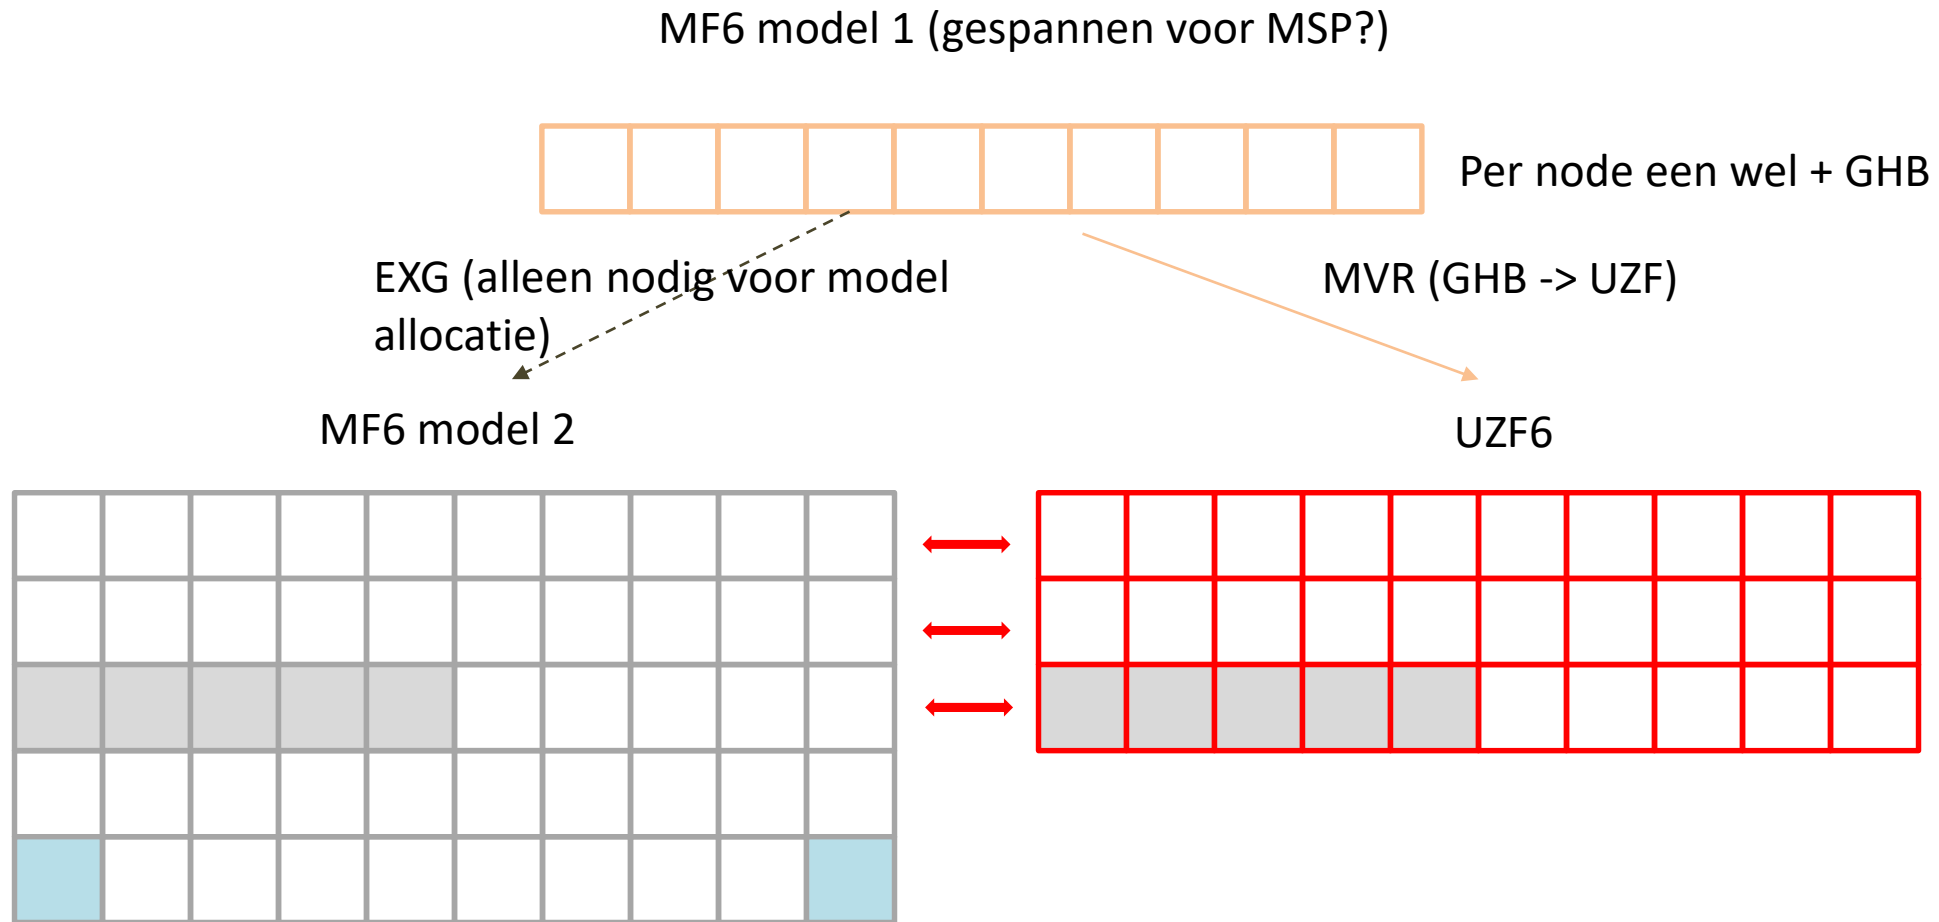 MF6 model 1 (gespannen voor MSP?)
Per node een wel + GHB
EXG (alleen nodig voor model
allocatie)
MVR (GHB -> UZF)
MF6 model 2
UZF6